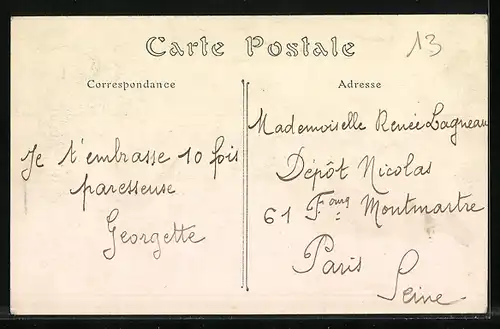 Carte Postale
13
Correspondance
Je t'embrasse 10 fois
paresseuse
Georgette
Adresse
Mademoiselle Renée Lagneau
Dépôt Nicolas
61 F.ourg Montmartre
Paris
Seine